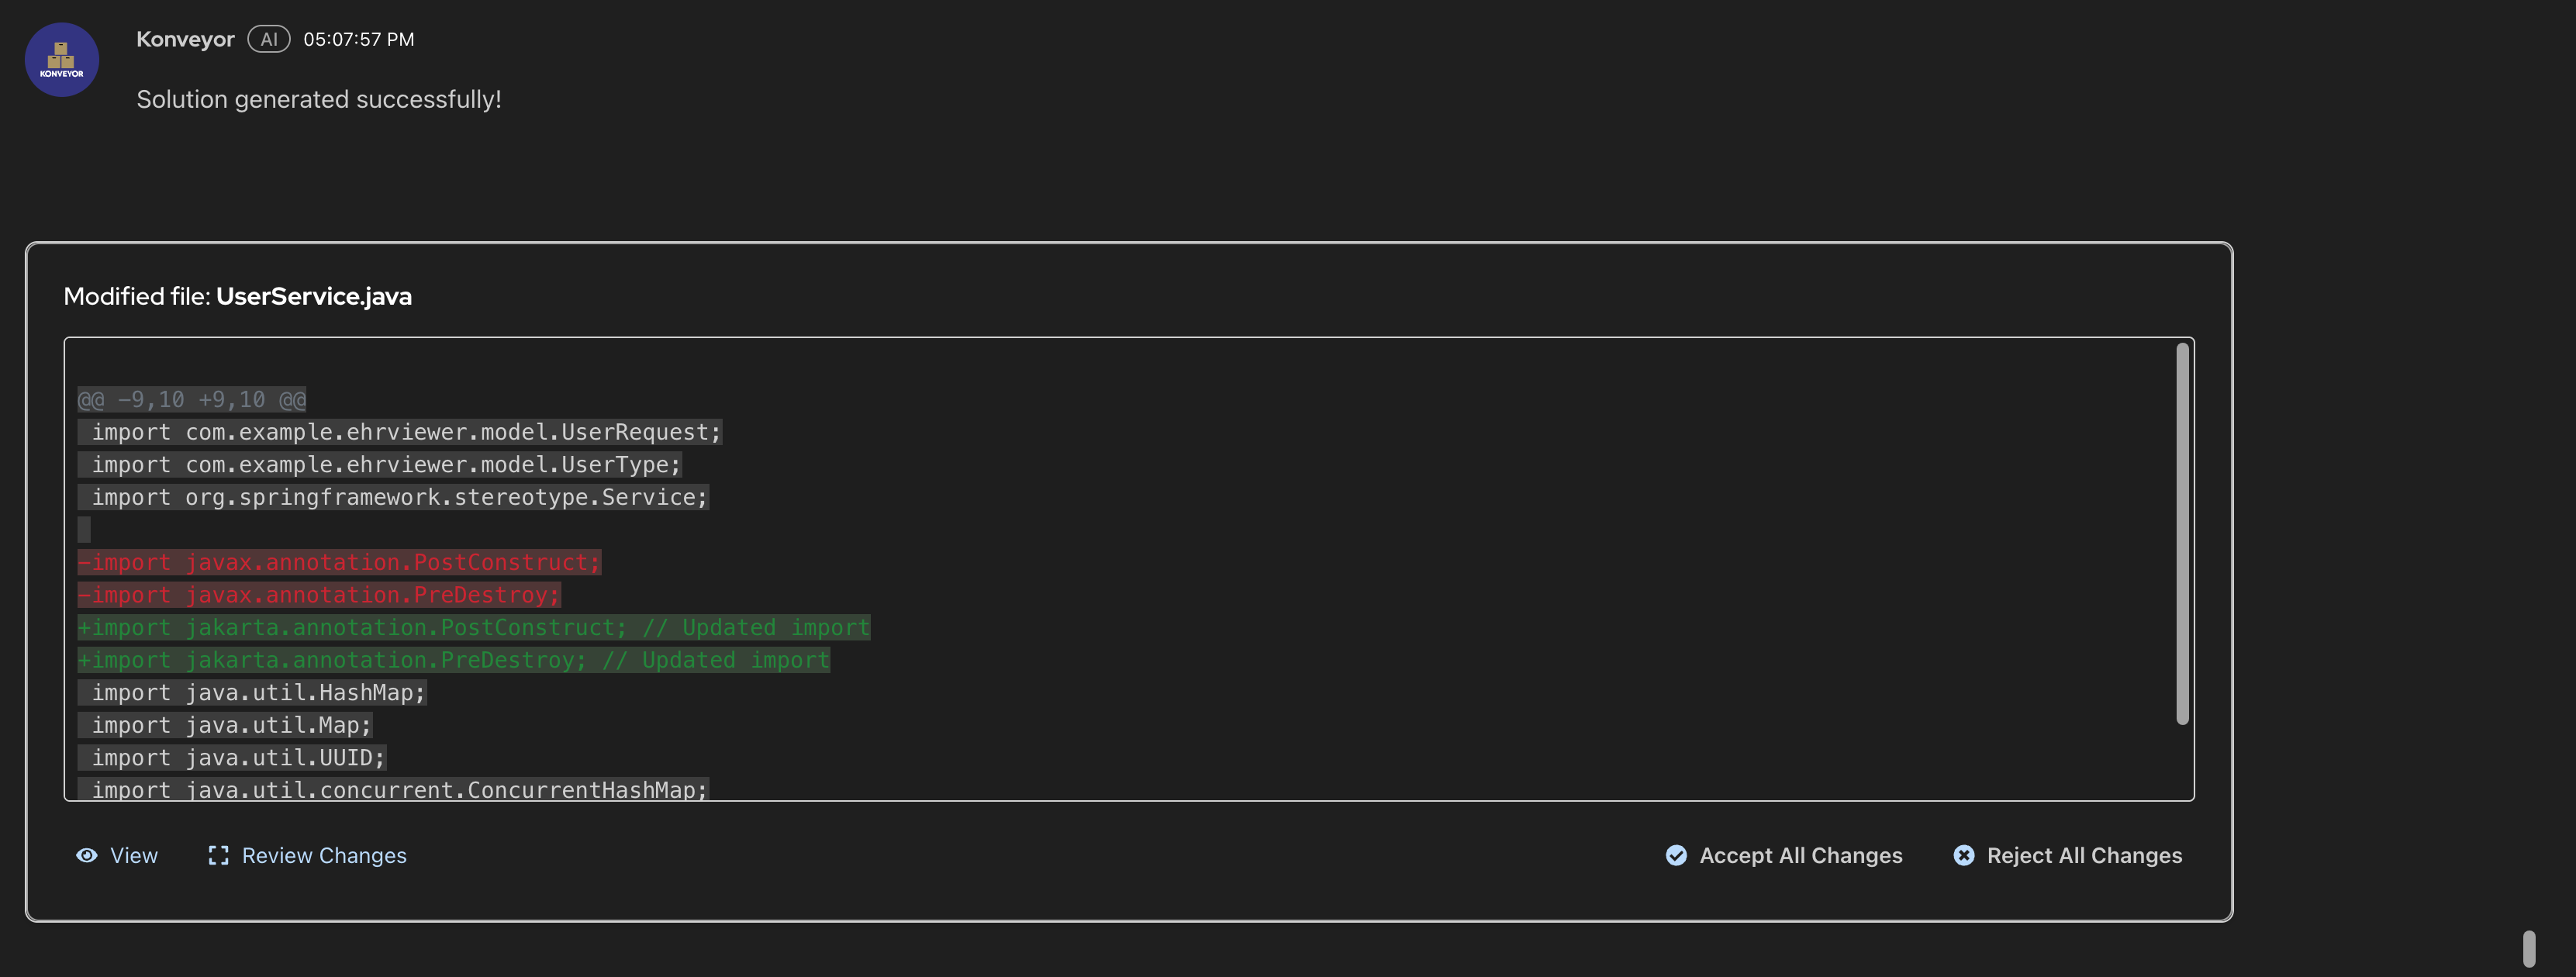 KONVEYOR
Konveyor AI 05:07:57 PM
Solution generated successfully!
Modified file: UserService.java
@@ -9,10 +9,10 @@
 import com.example.ehrviewer.model.UserRequest;
 import com.example.ehrviewer.model.UserType;
 import org.springframework.stereotype.Service;
-import javax.annotation.PostConstruct;
-import javax.annotation.PreDestroy;
+import jakarta.annotation.PostConstruct; // Updated import
+import jakarta.annotation.PreDestroy; // Updated import
 import java.util.HashMap;
 import java.util.Map;
 import java.util.UUID;
 import java.util.concurrent.ConcurrentHashMap;
View Review Changes Accept All Changes Reject All Changes